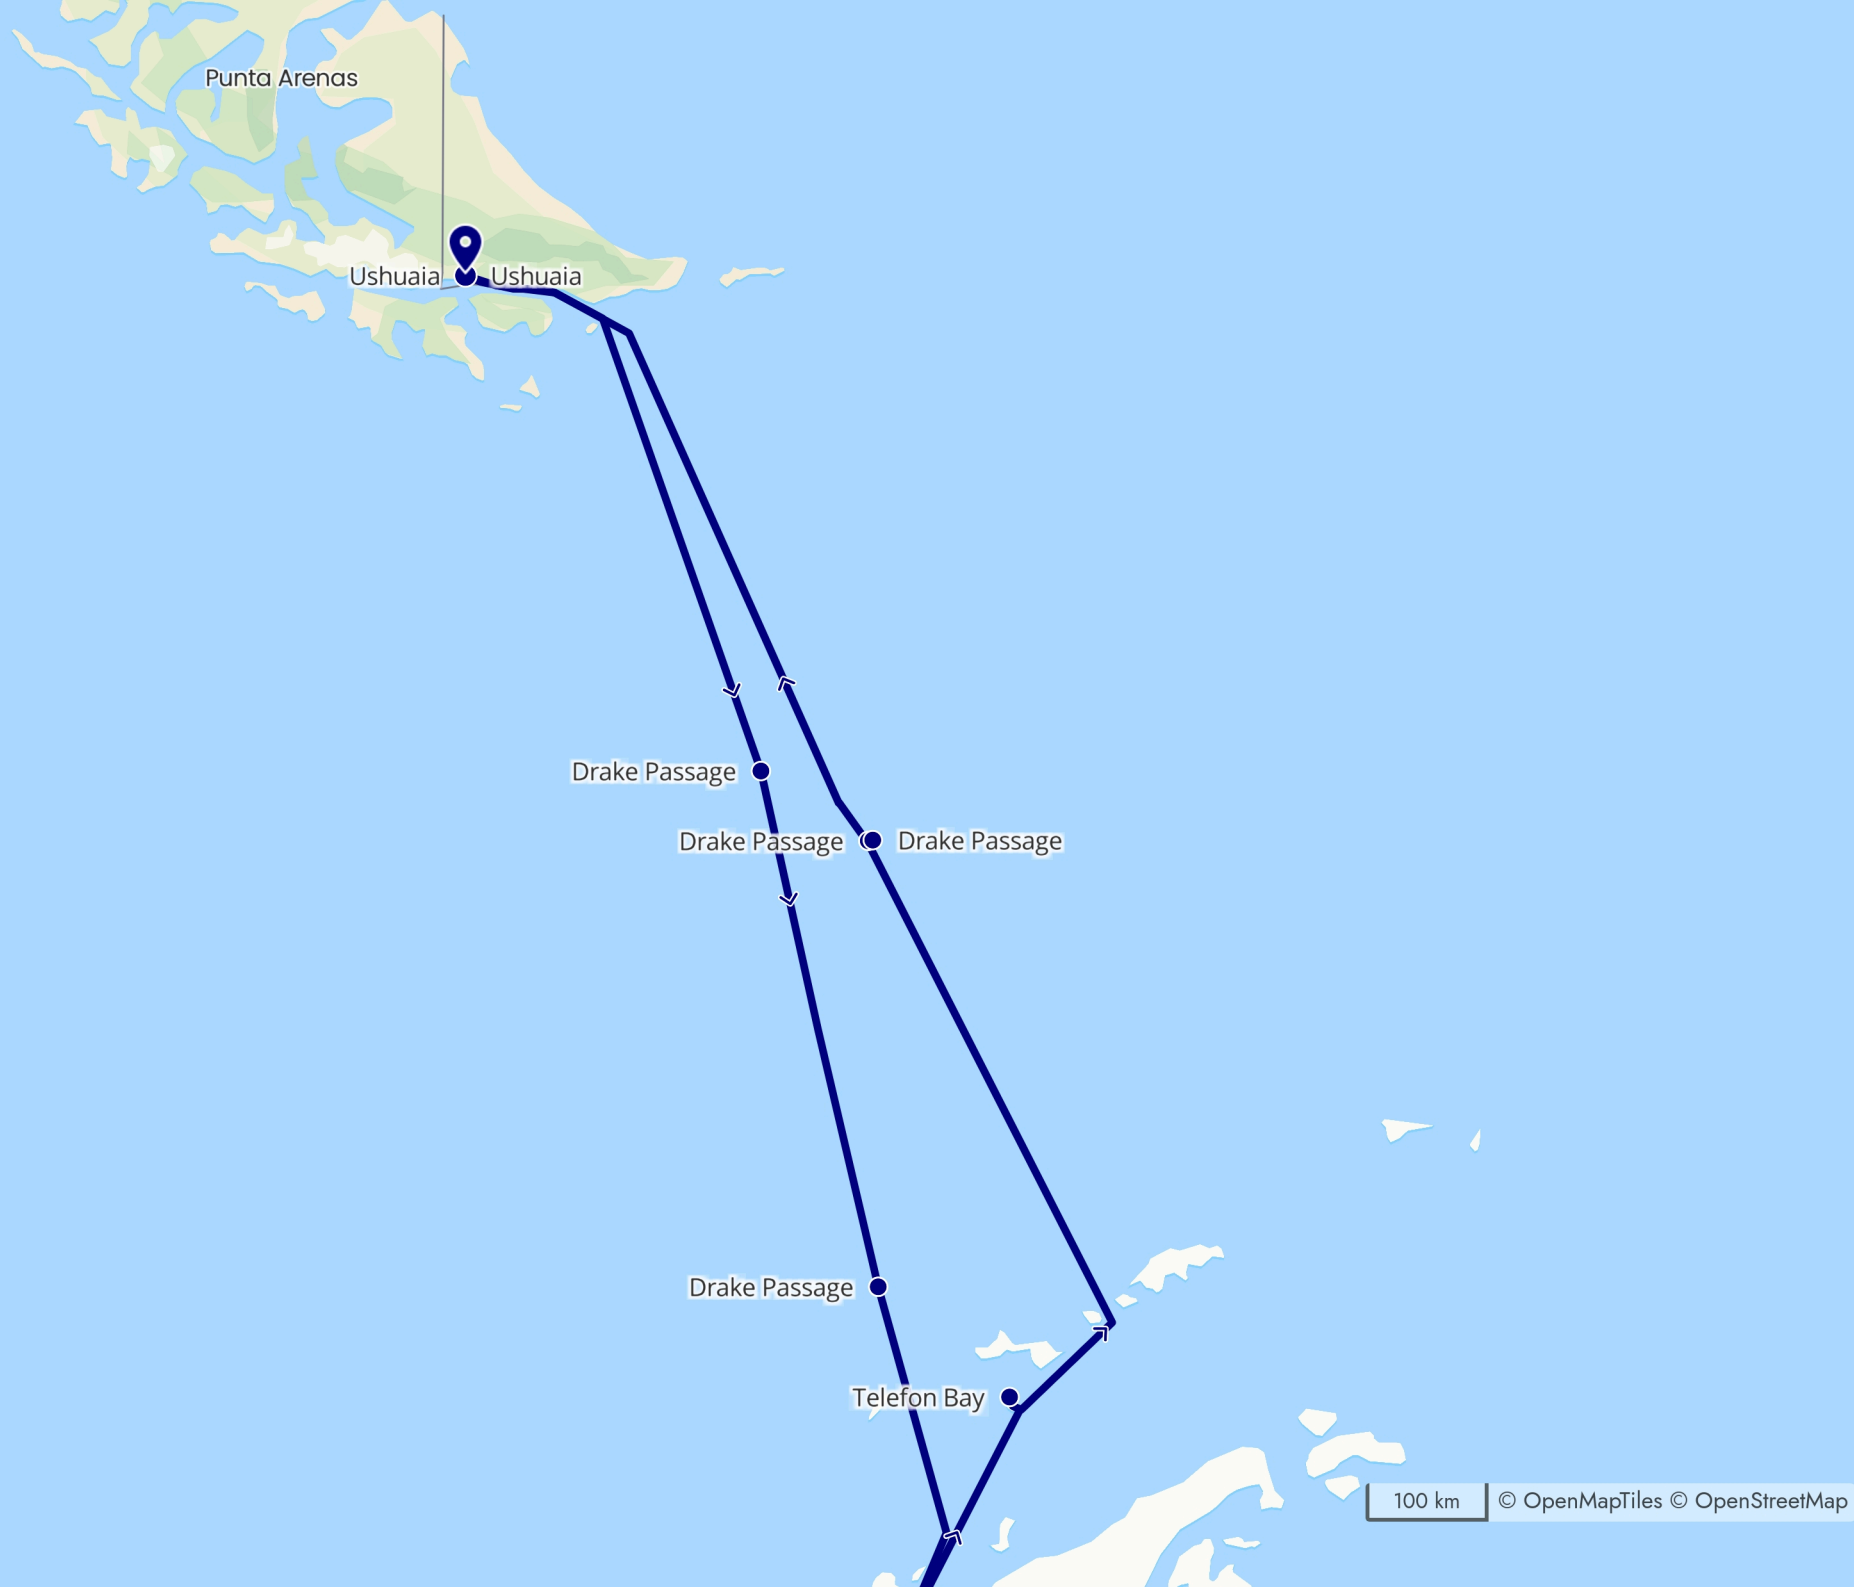 Punta Arenas
Ushuaia
Ushuaia
Drake Passage
Drake Passage
Drake Passage
Drake Passage
Telefon Bay
100 km
© OpenMapTiles © OpenStreetMap